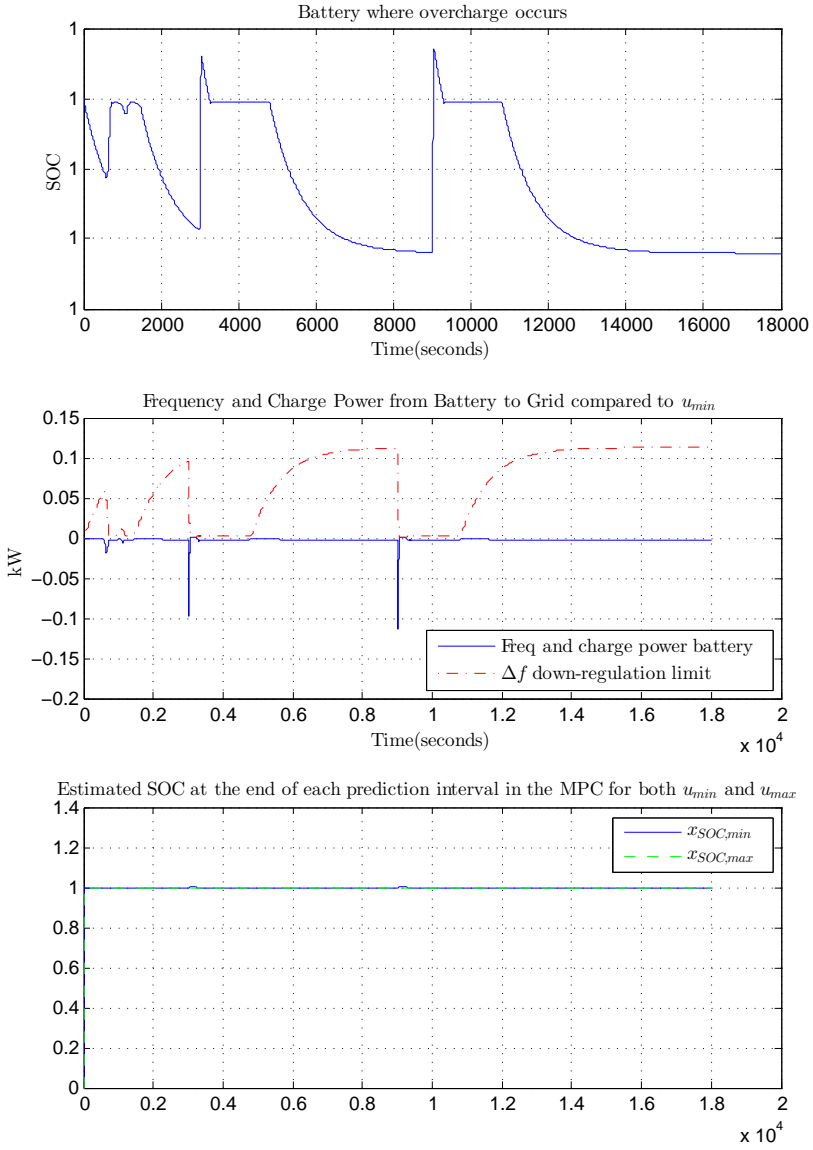 Battery where overcharge occurs
1
1
1
1
1
SOC
0 2000 4000 6000 8000 10000 12000 14000 16000 18000
Time(seconds)
Frequency and Charge Power from Battery to Grid compared to u_min
0.15
0.1
0.05
0
−0.05
−0.1
−0.15
−0.2
kW
Freq and charge power battery
Δf down-regulation limit
0 0.2 0.4 0.6 0.8 1 1.2 1.4 1.6 1.8 2
Time(seconds)
x 10^4
Estimated SOC at the end of each prediction interval in the MPC for both u_min and u_max
1.4
1.2
1
0.8
0.6
0.4
0.2
0
x_SOC,min
x_SOC,max
0 0.2 0.4 0.6 0.8 1 1.2 1.4 1.6 1.8 2
x 10^4